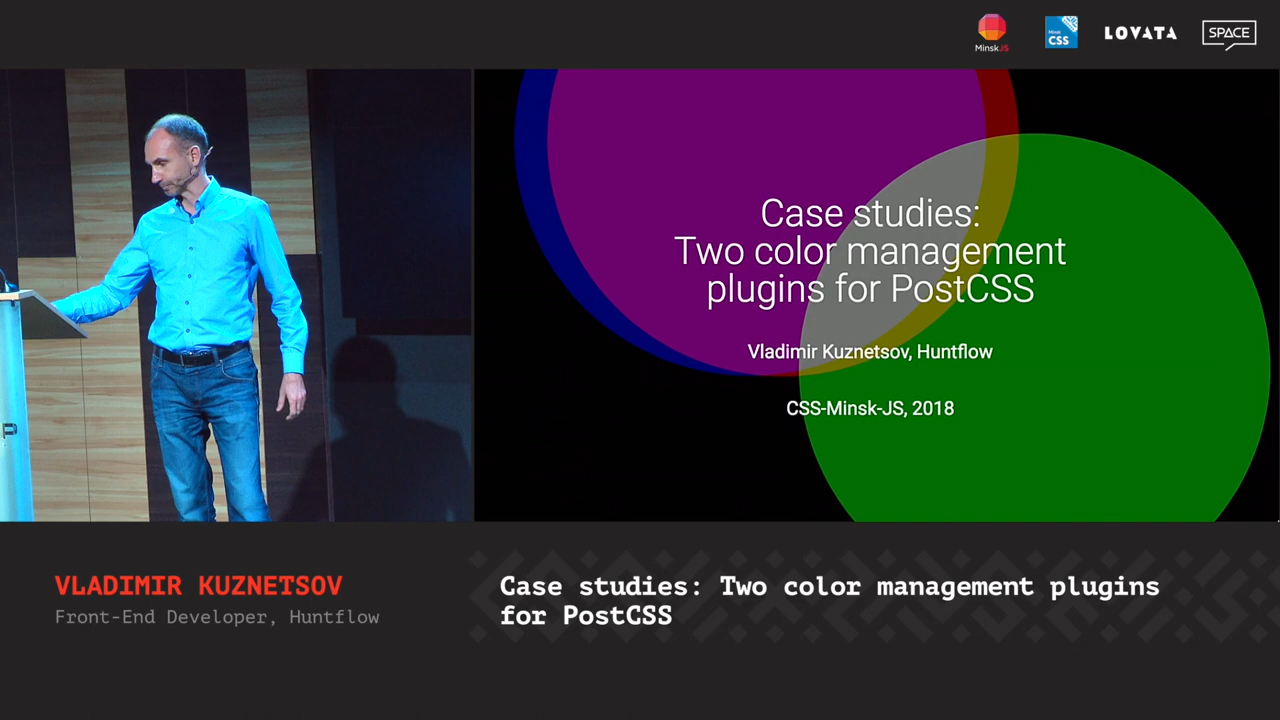 MinskJS
Minsk
CSS
LOVATA
SPACE
Case studies:
Two color management
plugins for PostCSS
Vladimir Kuznetsov, Huntflow
CSS-Minsk-JS, 2018
VLADIMIR KUZNETSOV
Front-End Developer, Huntflow
Case studies: Two color management plugins
for PostCSS